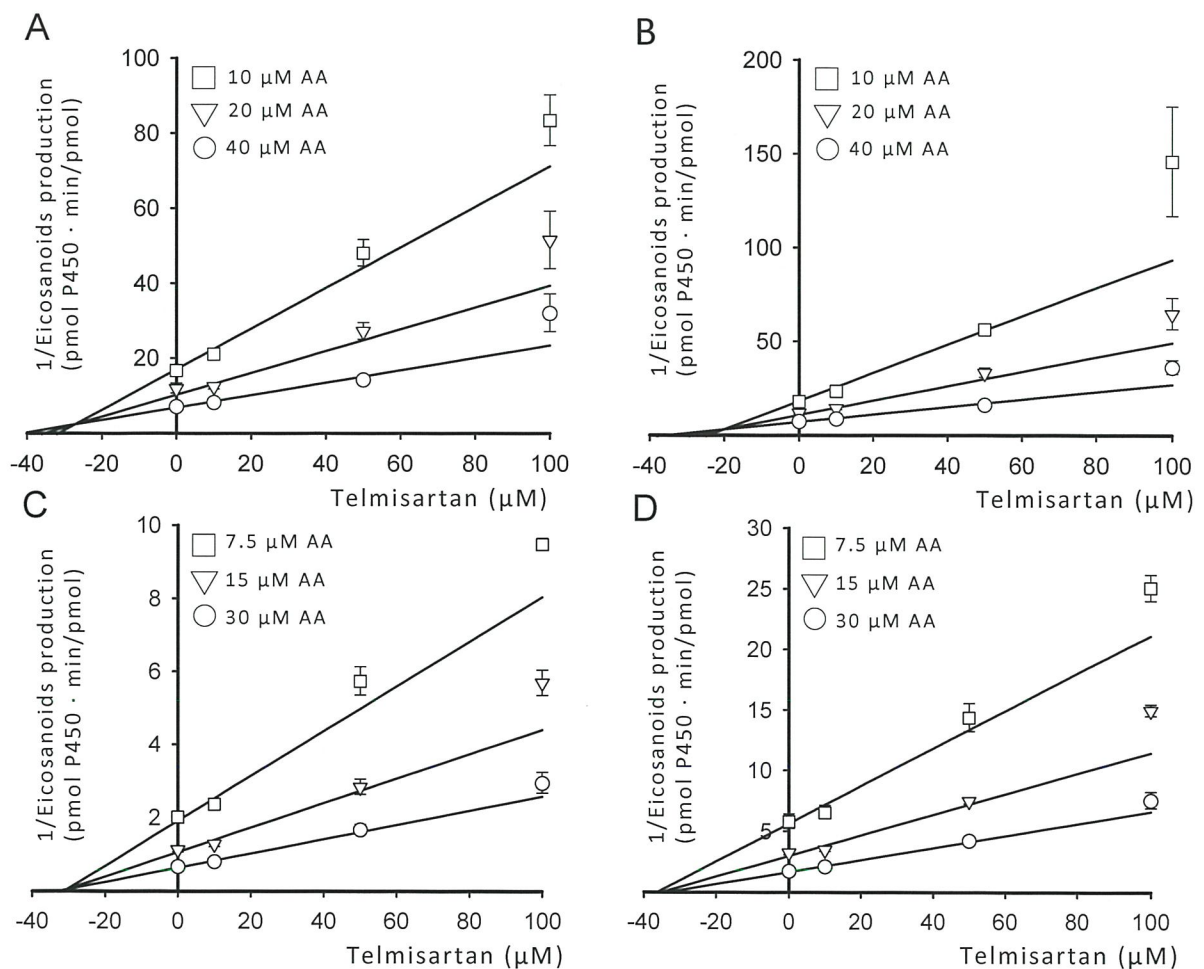 A
1/Eicosanoids production
(pmol P450 · min/pmol)
100
80
60
40
20
10 μM AA
20 μM AA
40 μM AA
-40 -20 0 20 40 60 80 100
Telmisartan (μM)
B
1/Eicosanoids production
(pmol P450 · min/pmol)
200
150
100
50
10 μM AA
20 μM AA
40 μM AA
-40 -20 0 20 40 60 80 100
Telmisartan (μM)
C
1/Eicosanoids production
(pmol P450 · min/pmol)
10
8
6
4
2
7.5 μM AA
15 μM AA
30 μM AA
-40 -20 0 20 40 60 80 100
Telmisartan (μM)
D
1/Eicosanoids production
(pmol P450 · min/pmol)
30
25
20
15
10
5
7.5 μM AA
15 μM AA
30 μM AA
-40 -20 0 20 40 60 80 100
Telmisartan (μM)